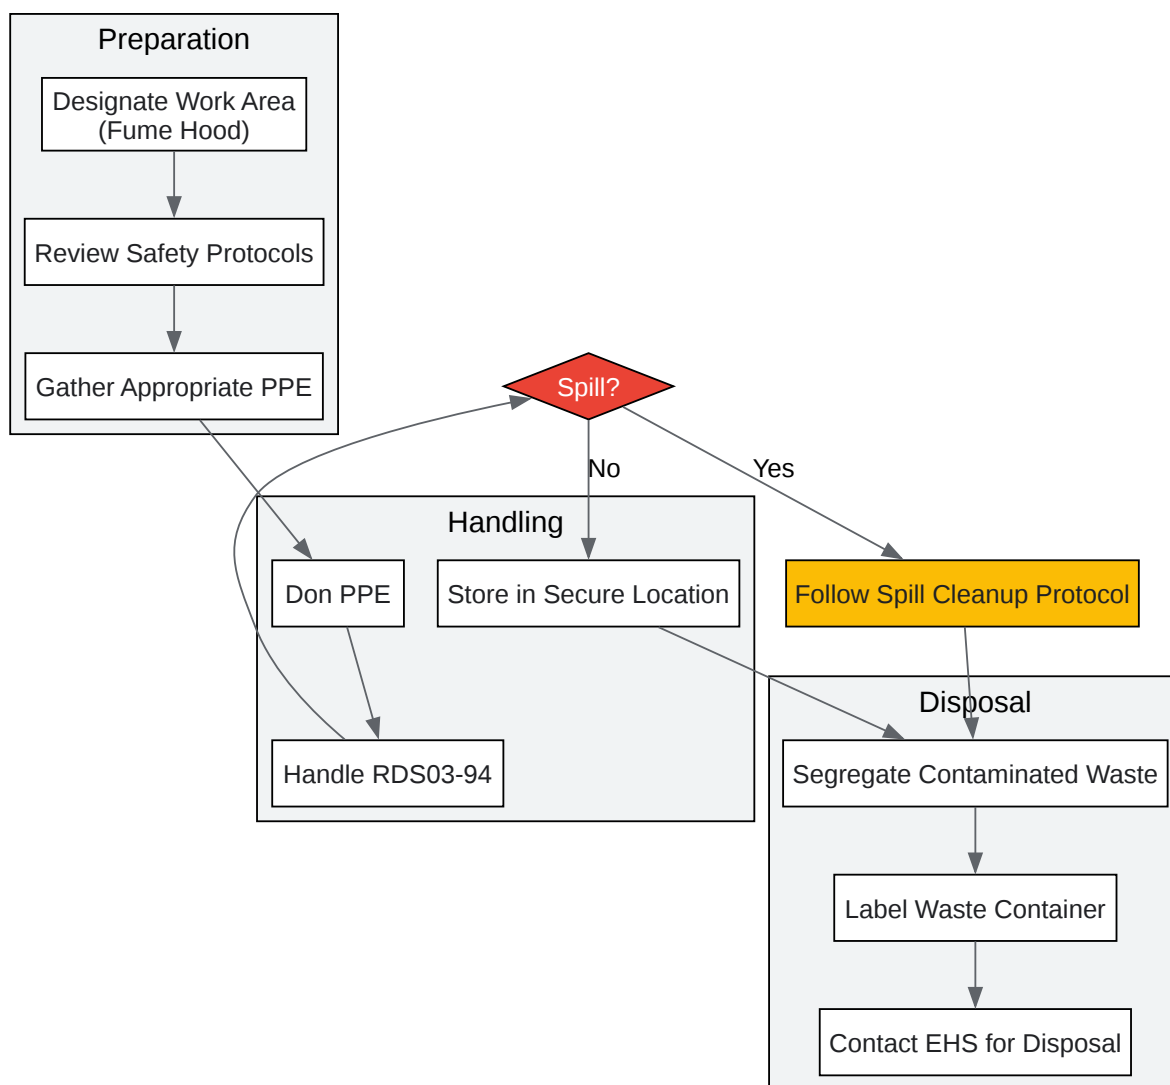 Preparation
Designate Work Area
(Fume Hood)
Review Safety Protocols
Gather Appropriate PPE
Spill?
No
Yes
Handling
Don PPE
Store in Secure Location
Follow Spill Cleanup Protocol
Handle RDS03-94
Disposal
Segregate Contaminated Waste
Label Waste Container
Contact EHS for Disposal